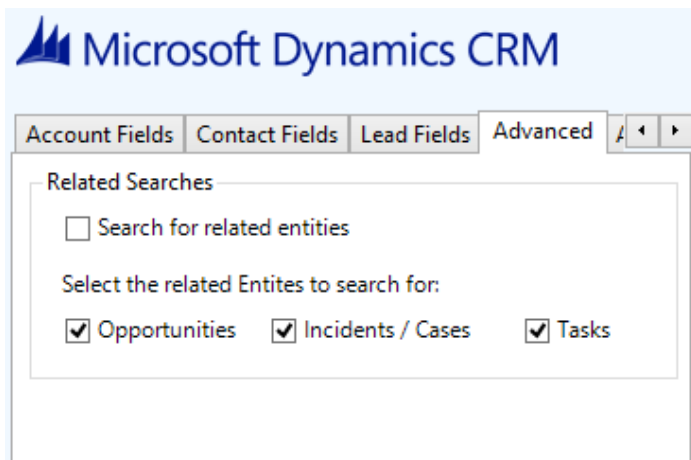 Microsoft Dynamics CRM
Account Fields Contact Fields Lead Fields Advanced
Related Searches
Search for related entities
Select the related Entites to search for:
Opportunities Incidents / Cases Tasks